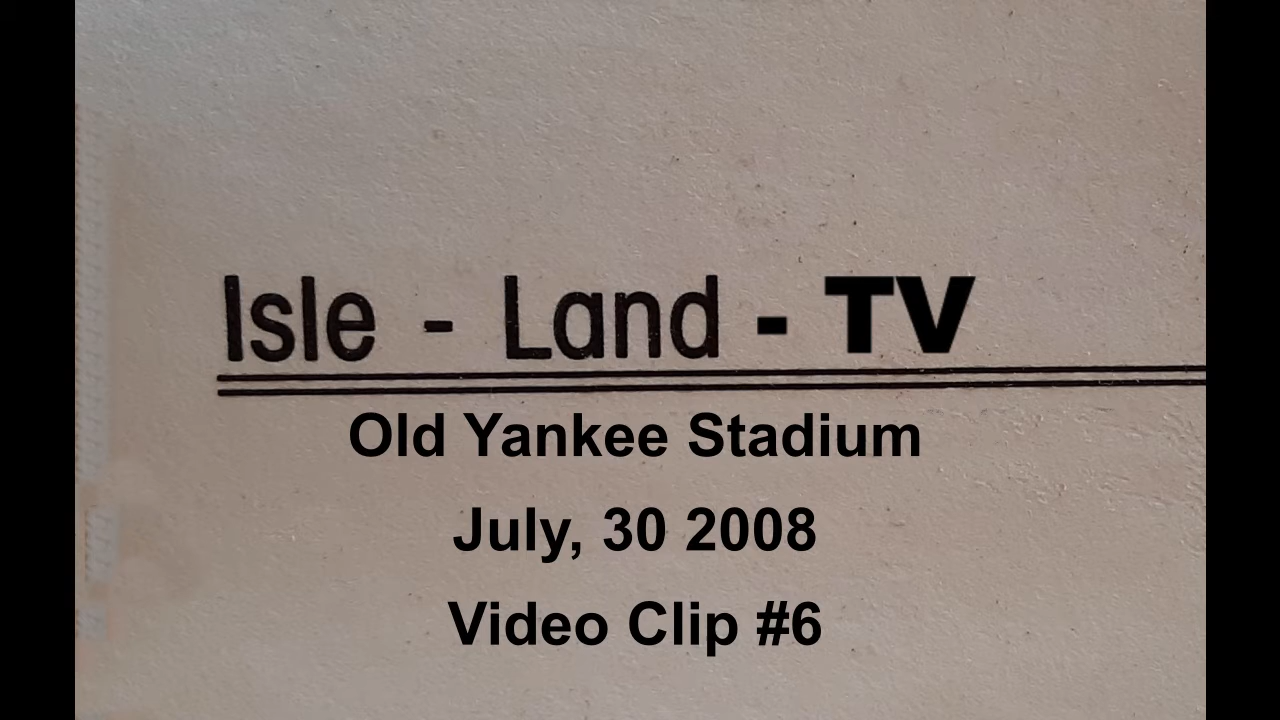 Isle - Land - TV
Old Yankee Stadium
July, 30 2008
Video Clip #6